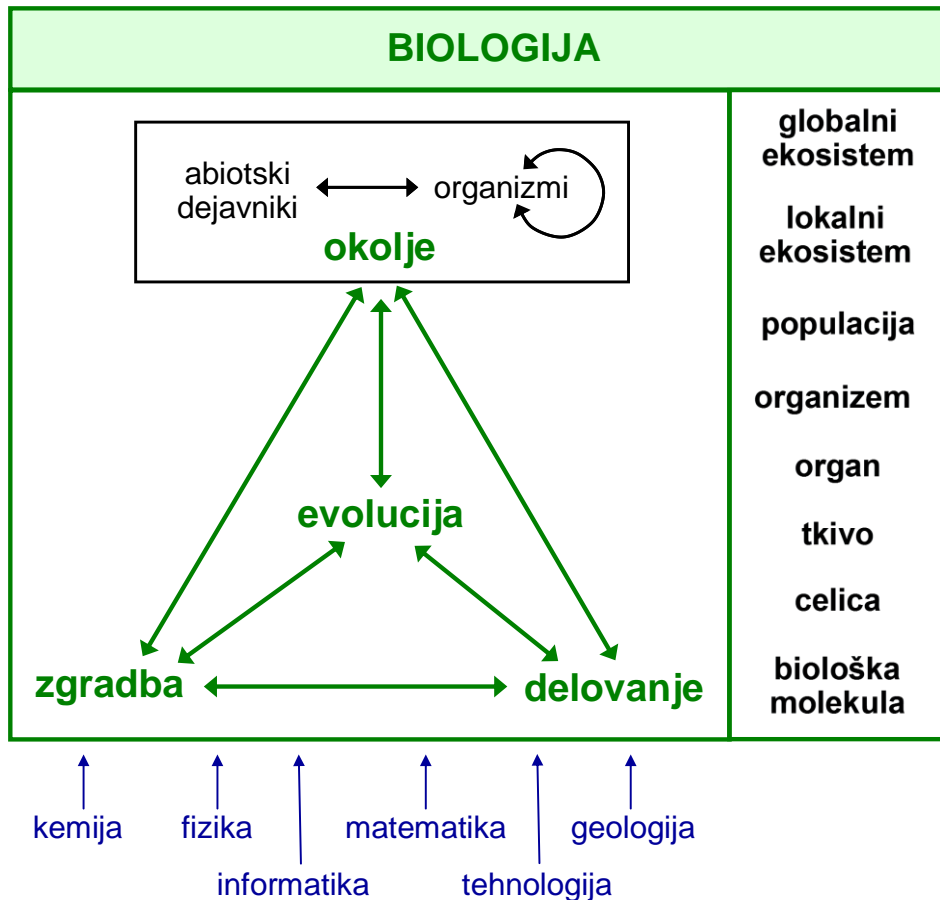 BIOLOGIJA
abiotski
dejavniki
organizmi
okolje
evolucija
zgradba
delovanje
globalni
ekosistem
lokalni
ekosistem
populacija
organizem
organ
tkivo
celica
biološka
molekula
kemija
fizika
matematika
geologija
informatika
tehnologija